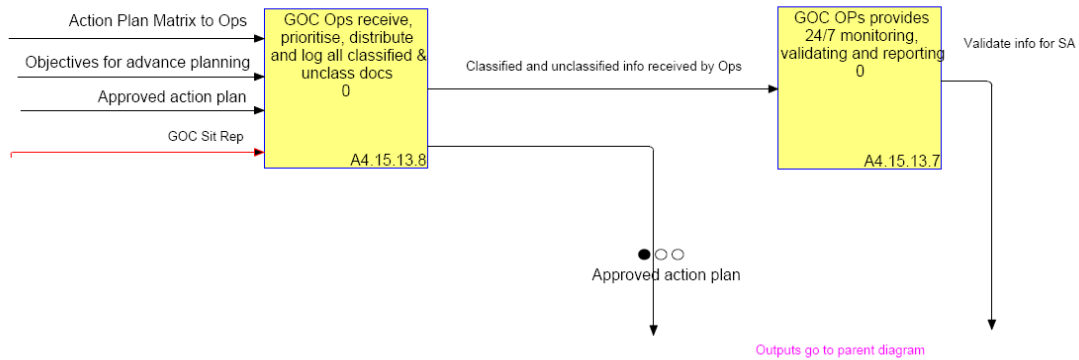 Action Plan Matrix to Ops
Objectives for advance planning
Approved action plan
GOC Sit Rep
GOC Ops receive,
prioritise, distribute
and log all classified &
unclass docs
0
A4.15.13.8
Classified and unclassified info received by Ops
GOC OPs provides
24/7 monitoring,
validating and reporting
0
A4.15.13.7
Validate info for SA
Approved action plan
Outputs go to parent diagram